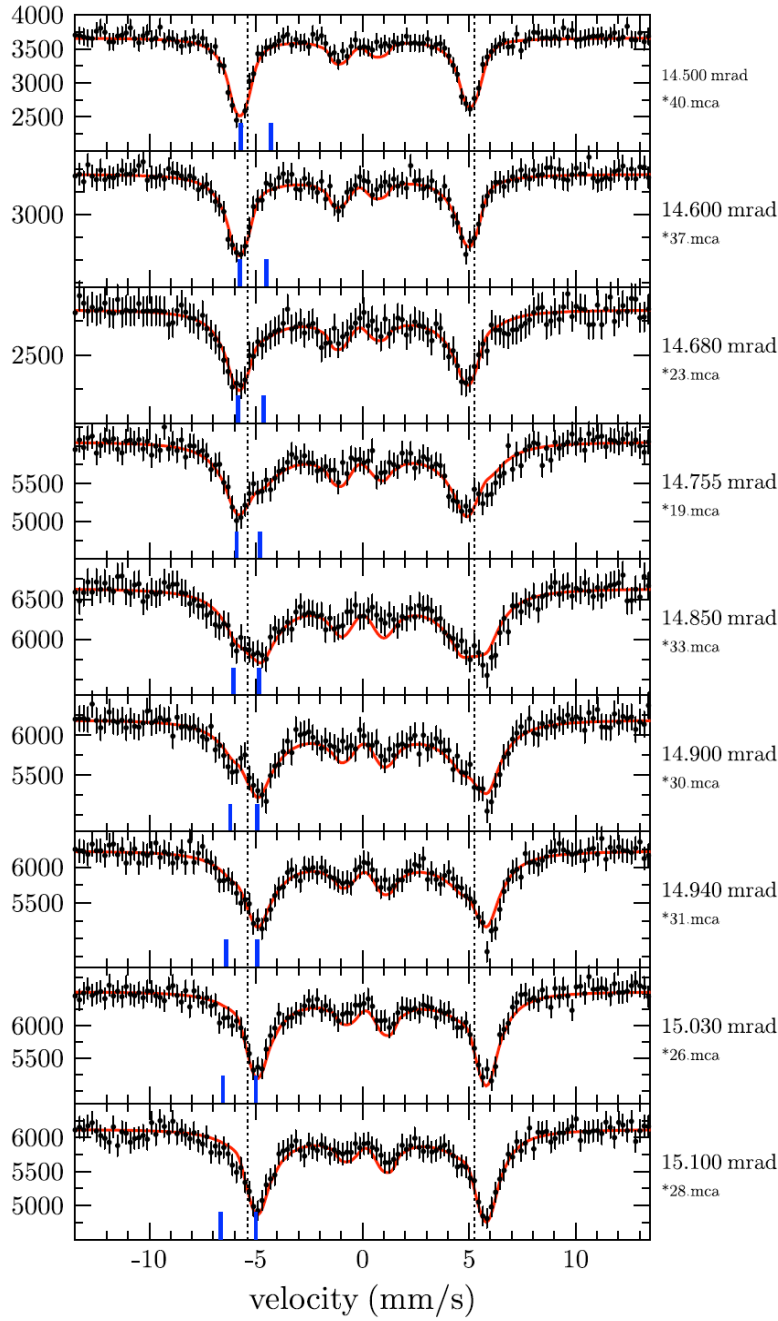 4000
3500
3000
2500
14.500 mrad
*40.mca
3000
14.600 mrad
*37.mca
2500
14.680 mrad
*23.mca
5500
5000
14.755 mrad
*19.mca
6500
6000
14.850 mrad
*33.mca
6000
5500
14.900 mrad
*30.mca
6000
5500
14.940 mrad
*31.mca
6000
5500
15.030 mrad
*26.mca
6000
5500
5000
15.100 mrad
*28.mca
-10 -5 0 5 10
velocity (mm/s)